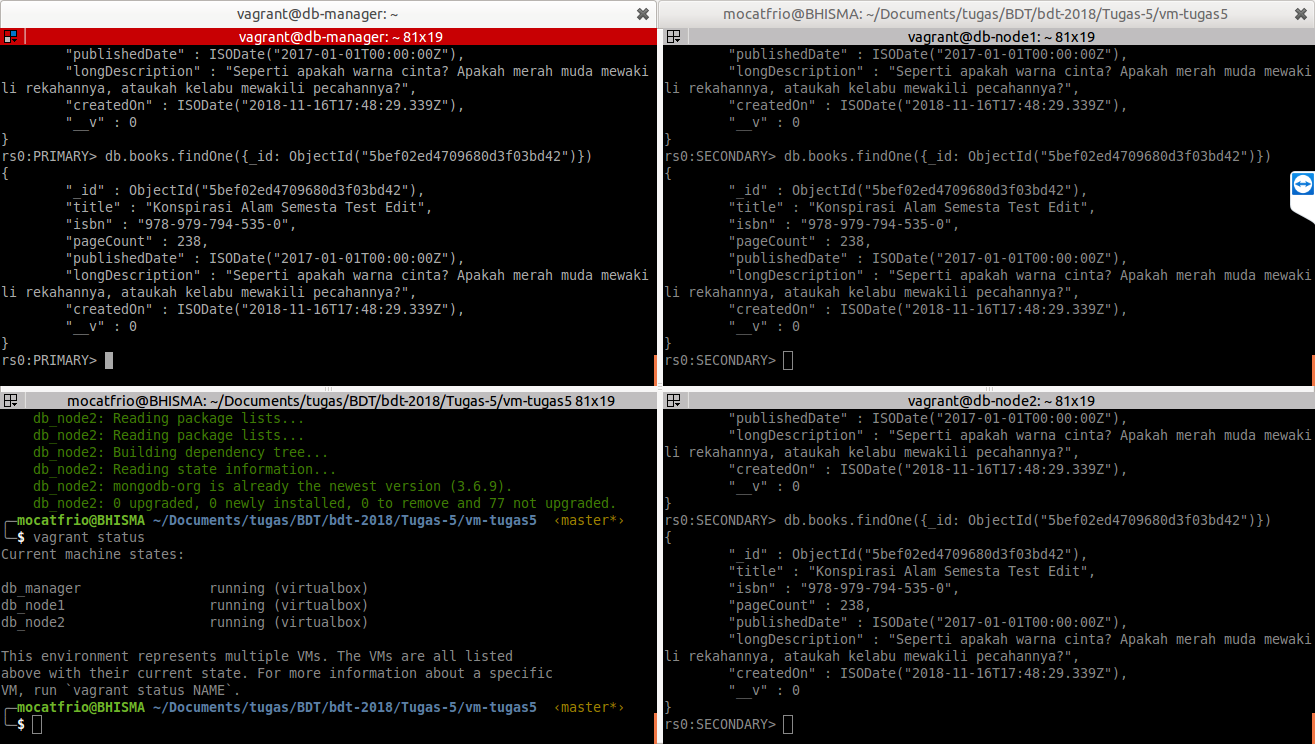 vagrant@db-manager: ~
vagrant@db-manager: ~ 81x19
        "publishedDate" : ISODate("2017-01-01T00:00:00Z"),
        "longDescription" : "Seperti apakah warna cinta? Apakah merah muda mewaki
li rekahannya, ataukah kelabu mewakili pecahannya?",
        "createdOn" : ISODate("2018-11-16T17:48:29.339Z"),
        "__v" : 0
}
rs0:PRIMARY> db.books.findOne({_id: ObjectId("5bef02ed4709680d3f03bd42")})
{
        "_id" : ObjectId("5bef02ed4709680d3f03bd42"),
        "title" : "Konspirasi Alam Semesta Test Edit",
        "isbn" : "978-979-794-535-0",
        "pageCount" : 238,
        "publishedDate" : ISODate("2017-01-01T00:00:00Z"),
        "longDescription" : "Seperti apakah warna cinta? Apakah merah muda mewaki
li rekahannya, ataukah kelabu mewakili pecahannya?",
        "createdOn" : ISODate("2018-11-16T17:48:29.339Z"),
        "__v" : 0
}
rs0:PRIMARY>
mocatfrio@BHISMA: ~/Documents/tugas/BDT/bdt-2018/Tugas-5/vm-tugas5
vagrant@db-node1: ~ 81x19
        "publishedDate" : ISODate("2017-01-01T00:00:00Z"),
        "longDescription" : "Seperti apakah warna cinta? Apakah merah muda mewaki
li rekahannya, ataukah kelabu mewakili pecahannya?",
        "createdOn" : ISODate("2018-11-16T17:48:29.339Z"),
        "__v" : 0
}
rs0:SECONDARY> db.books.findOne({_id: ObjectId("5bef02ed4709680d3f03bd42")})
{
        "_id" : ObjectId("5bef02ed4709680d3f03bd42"),
        "title" : "Konspirasi Alam Semesta Test Edit",
        "isbn" : "978-979-794-535-0",
        "pageCount" : 238,
        "publishedDate" : ISODate("2017-01-01T00:00:00Z"),
        "longDescription" : "Seperti apakah warna cinta? Apakah merah muda mewaki
li rekahannya, ataukah kelabu mewakili pecahannya?",
        "createdOn" : ISODate("2018-11-16T17:48:29.339Z"),
        "__v" : 0
}
rs0:SECONDARY>
mocatfrio@BHISMA: ~/Documents/tugas/BDT/bdt-2018/Tugas-5/vm-tugas5 81x19
    db_node2: Reading package lists...
    db_node2: Reading package lists...
    db_node2: Building dependency tree...
    db_node2: Reading state information...
    db_node2: mongodb-org is already the newest version (3.6.9).
    db_node2: 0 upgraded, 0 newly installed, 0 to remove and 77 not upgraded.
╭─mocatfrio@BHISMA ~/Documents/tugas/BDT/bdt-2018/Tugas-5/vm-tugas5 ‹master*›
╰─$ vagrant status
Current machine states:
db_manager                running (virtualbox)
db_node1                  running (virtualbox)
db_node2                  running (virtualbox)
This environment represents multiple VMs. The VMs are all listed
above with their current state. For more information about a specific
VM, run `vagrant status NAME`.
╭─mocatfrio@BHISMA ~/Documents/tugas/BDT/bdt-2018/Tugas-5/vm-tugas5 ‹master*›
╰─$
vagrant@db-node2: ~ 81x19
        "publishedDate" : ISODate("2017-01-01T00:00:00Z"),
        "longDescription" : "Seperti apakah warna cinta? Apakah merah muda mewaki
li rekahannya, ataukah kelabu mewakili pecahannya?",
        "createdOn" : ISODate("2018-11-16T17:48:29.339Z"),
        "__v" : 0
}
rs0:SECONDARY> db.books.findOne({_id: ObjectId("5bef02ed4709680d3f03bd42")})
{
        "_id" : ObjectId("5bef02ed4709680d3f03bd42"),
        "title" : "Konspirasi Alam Semesta Test Edit",
        "isbn" : "978-979-794-535-0",
        "pageCount" : 238,
        "publishedDate" : ISODate("2017-01-01T00:00:00Z"),
        "longDescription" : "Seperti apakah warna cinta? Apakah merah muda mewaki
li rekahannya, ataukah kelabu mewakili pecahannya?",
        "createdOn" : ISODate("2018-11-16T17:48:29.339Z"),
        "__v" : 0
}
rs0:SECONDARY>